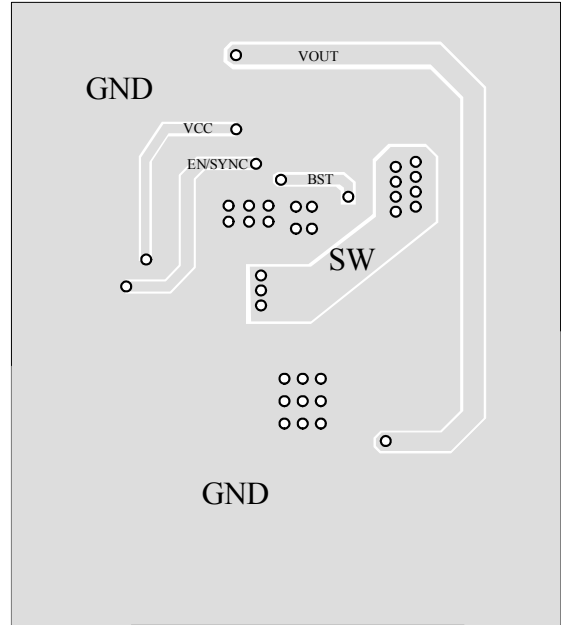 VOUT
GND
VCC
EN/SYNC
BST
SW
GND